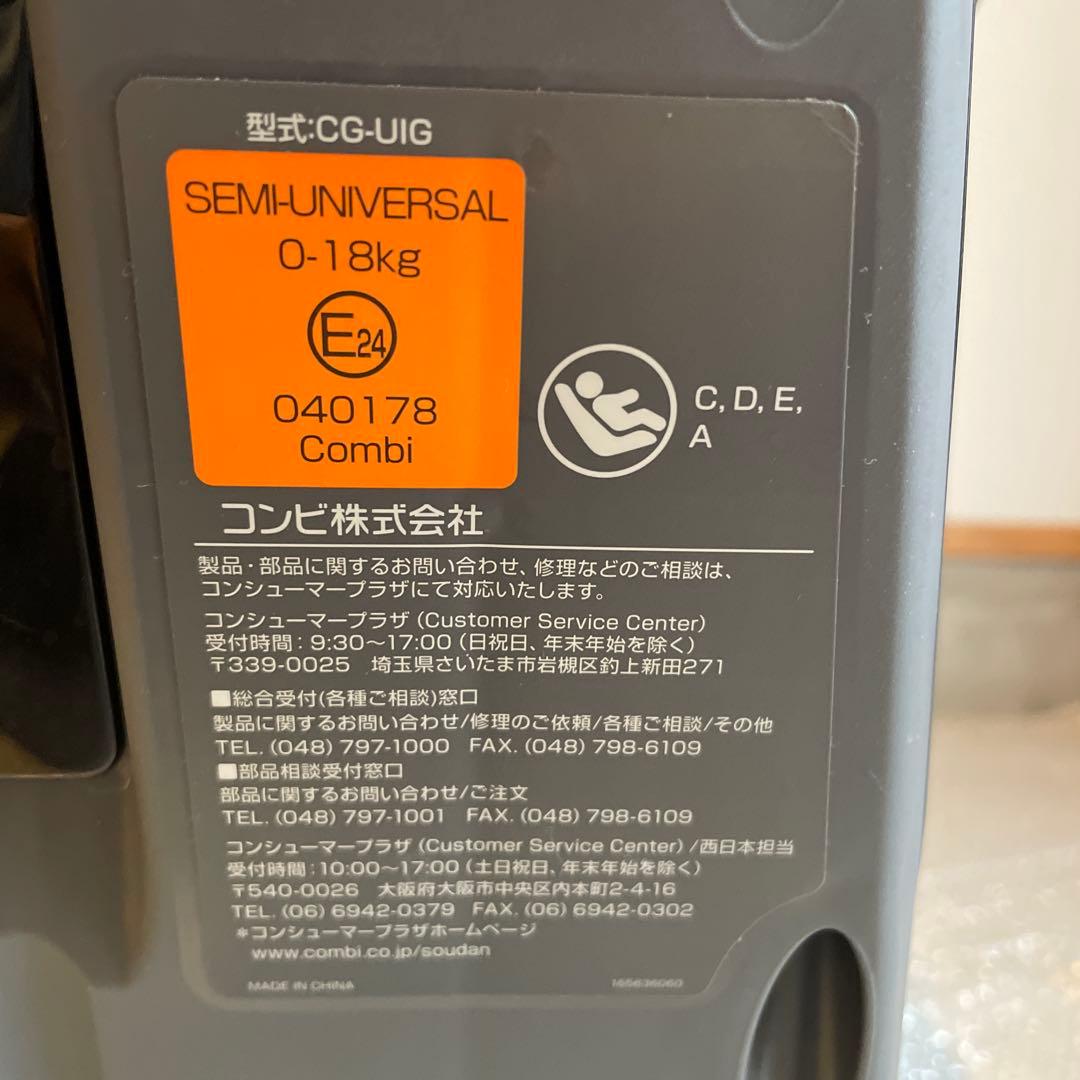 型式:CG-UIG
SEMI-UNIVERSAL
0-18kg
E24
040178
Combi
C, D, E,
A
コンビ株式会社
製品・部品に関するお問い合わせ、修理などのご相談は、
コンシューマープラザにて対応いたします。
コンシューマープラザ (Customer Service Center)
受付時間：9:30～17:00 (日祝日、年末年始を除く)
〒339-0025 埼玉県さいたま市岩槻区釣上新田271
■総合受付(各種ご相談)窓口
製品に関するお問い合わせ/修理のご依頼/各種ご相談/その他
TEL. (048) 797-1000 FAX. (048) 798-6109
■部品相談受付窓口
部品に関するお問い合わせ/ご注文
TEL. (048) 797-1001 FAX. (048) 798-6109
コンシューマープラザ (Customer Service Center) /西日本担当
受付時間：10:00～17:00 (土日祝日、年末年始を除く)
〒540-0026 大阪府大阪市中央区内本町2-4-16
TEL. (06) 6942-0379 FAX. (06) 6942-0302
＊コンシューマープラザホームページ
www.combi.co.jp/soudan
MADE IN CHINA
165636060